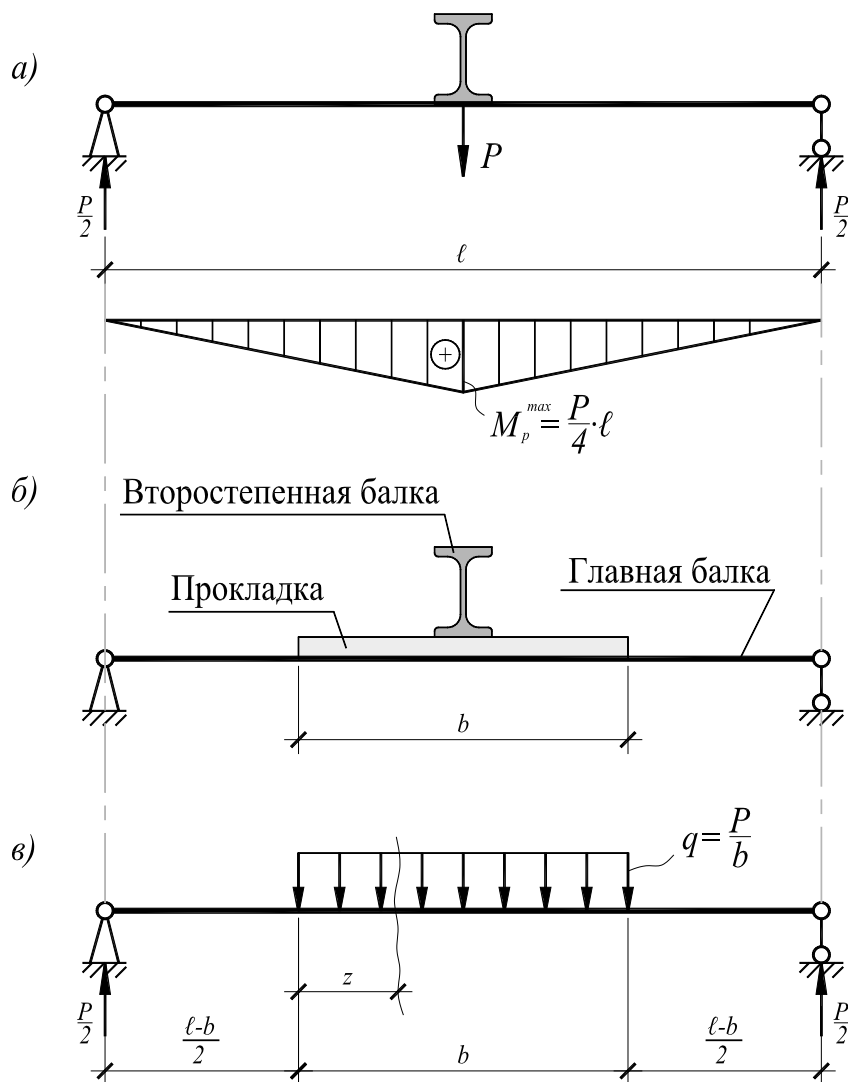 а)
P
P/2
P/2
ℓ
+
M_p^max = P/4·ℓ
б)
Второстепенная балка
Прокладка
Главная балка
b
в)
q=P/b
z
P/2
P/2
ℓ-b/2
b
ℓ-b/2